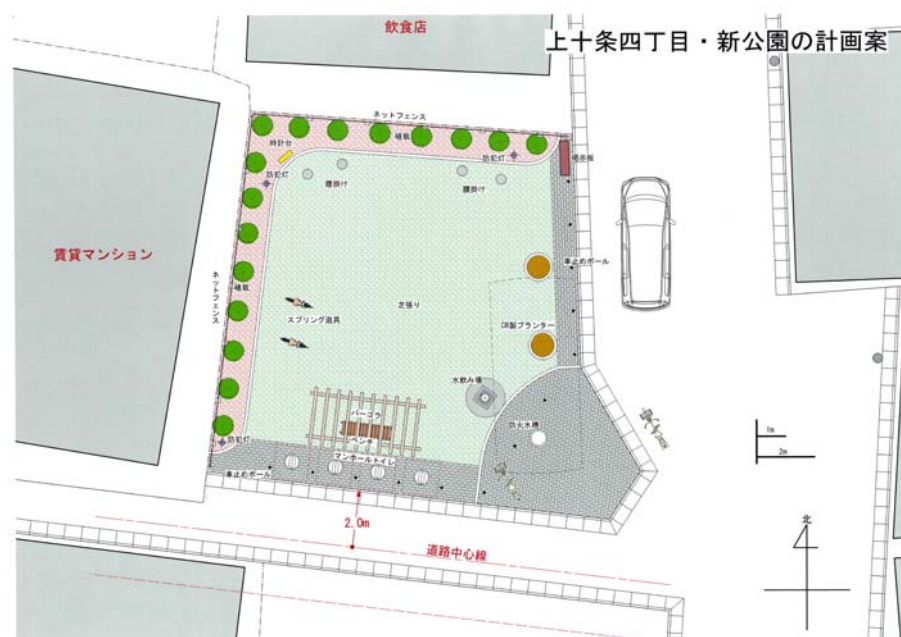 飲食店
上十条四丁目・新公園の計画案
ネットフェンス
植栽
時計台
防犯灯
掲示板
防犯灯
腰掛け
腰掛け
賃貸マンション
車止めポール
ネットフェンス
植栽
芝張り
スプリング遊具
GR製プランター
水飲み場
パーゴラ
ベンチ
防火水槽
1m
2m
防犯灯
マンホールトイレ
車止めポール
2.0m
北
道路中心線